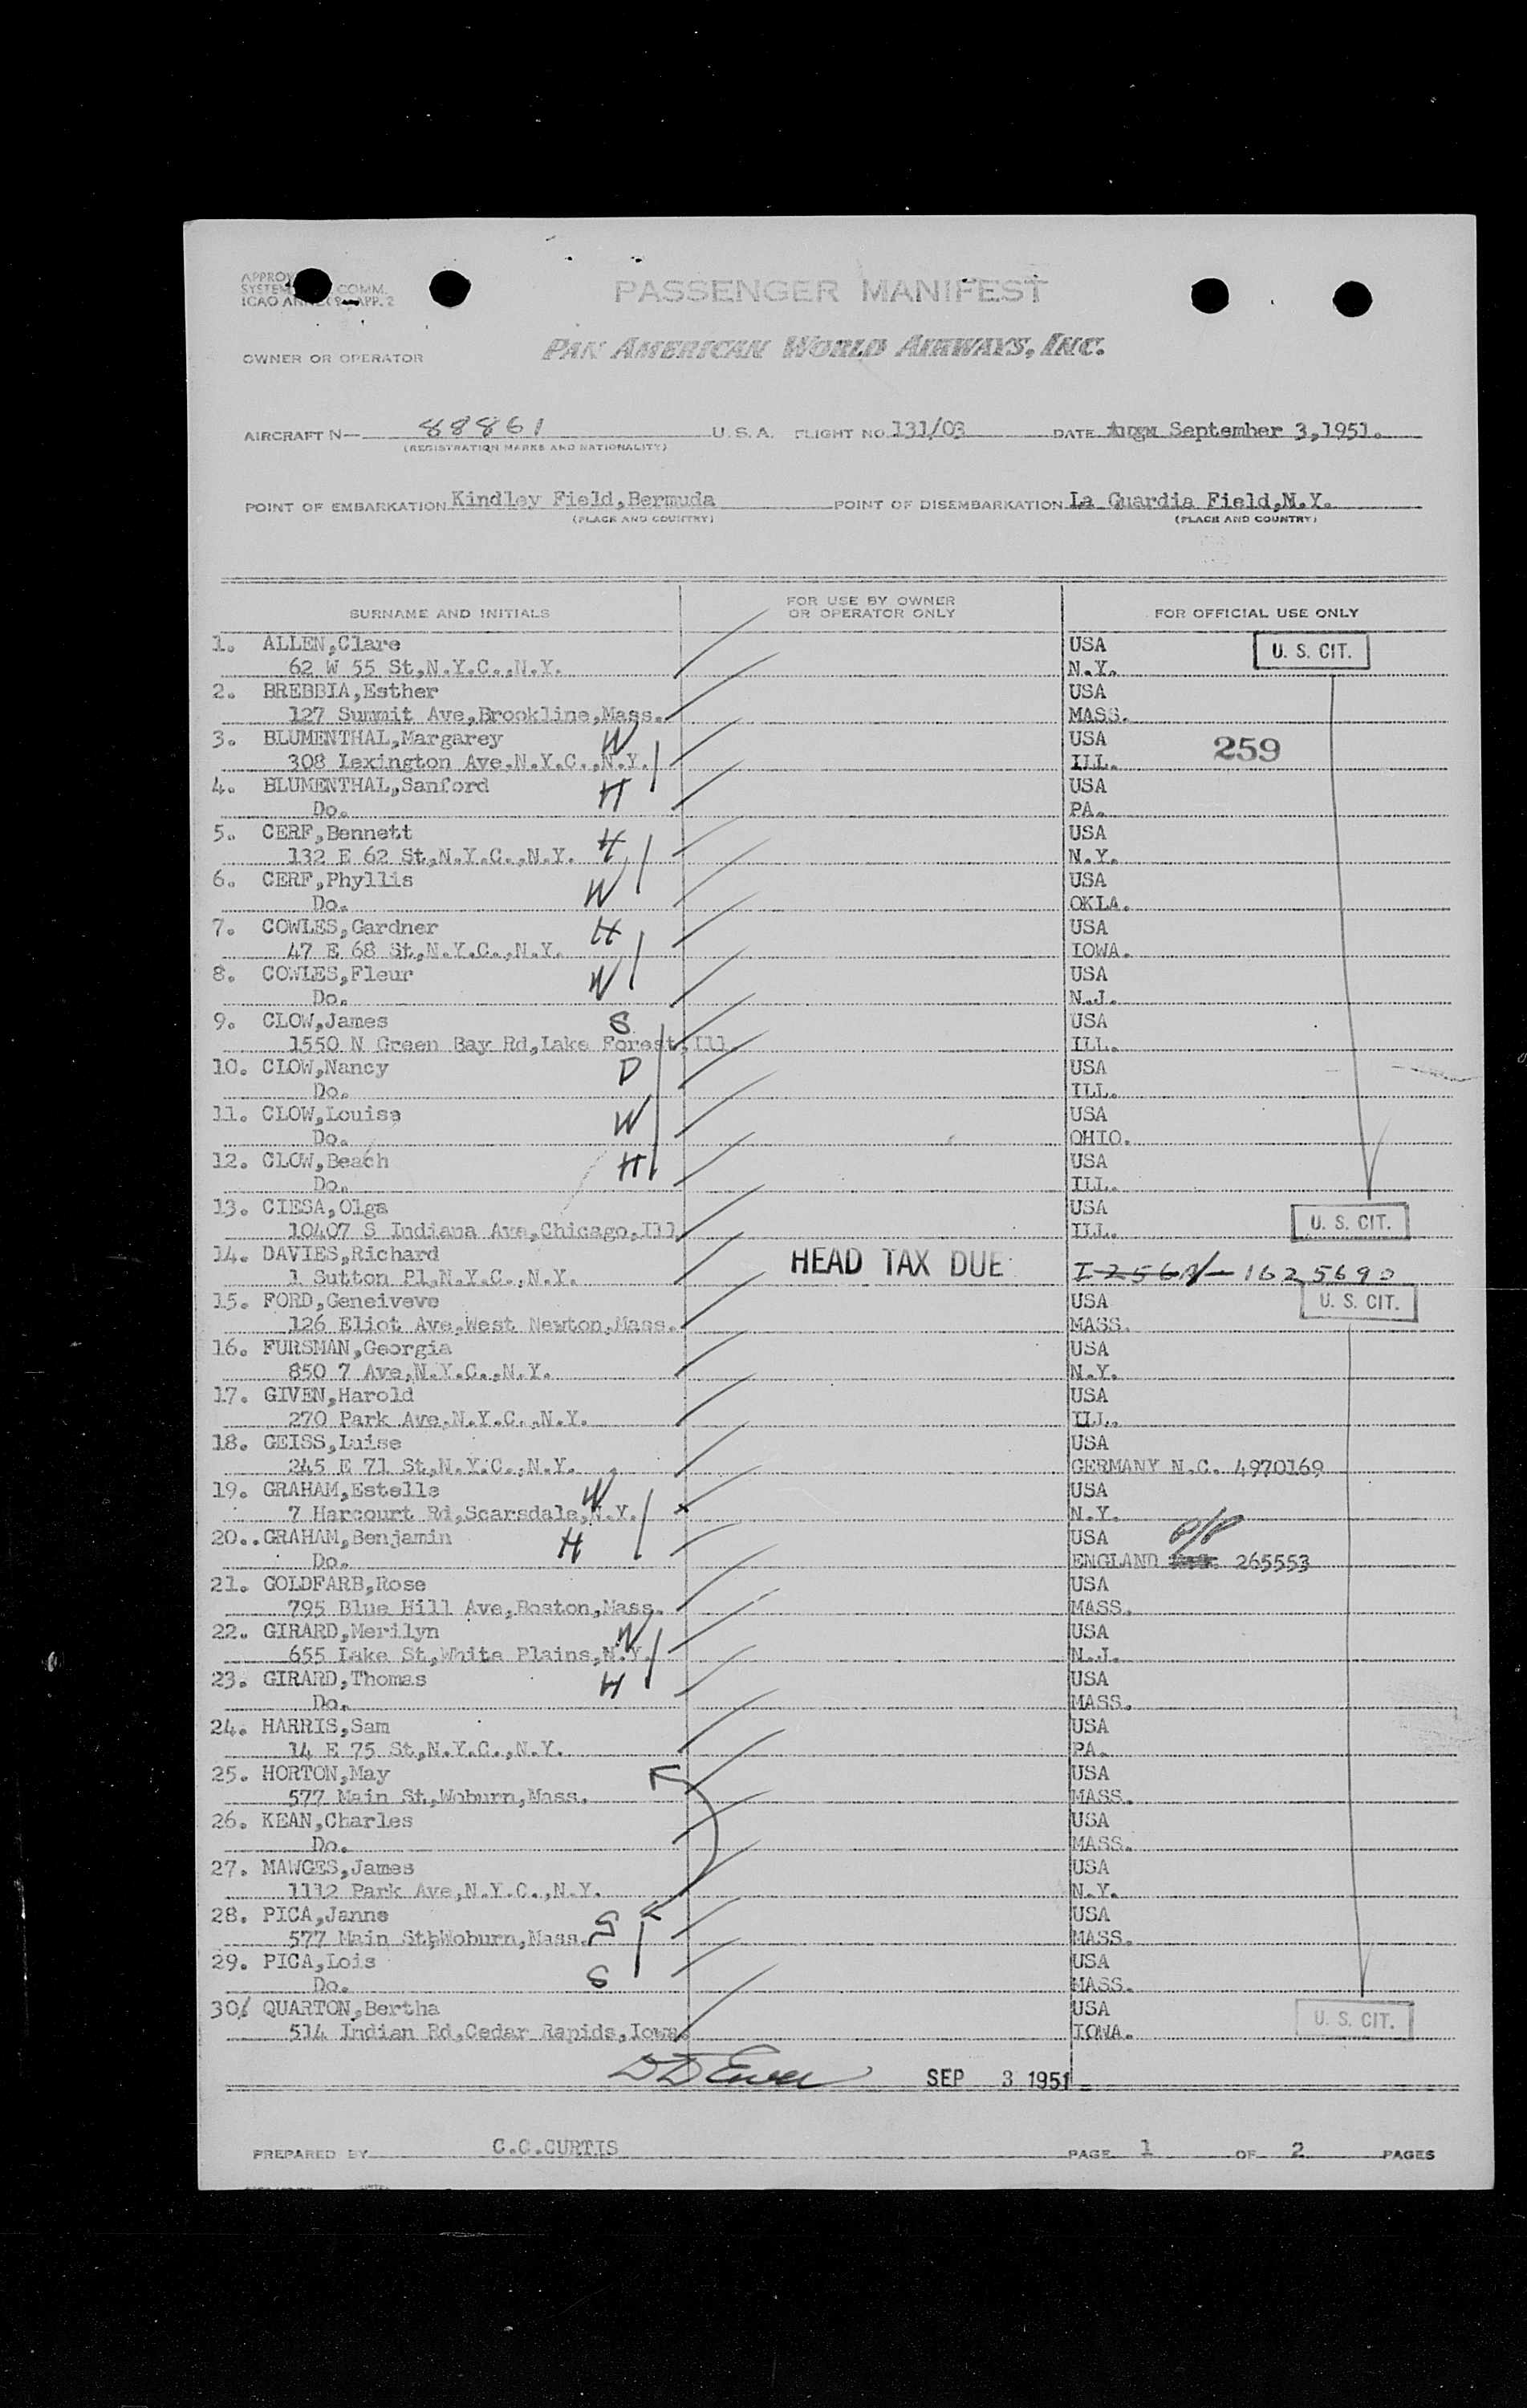 PASSENGER MANIFEST
ICAO APP. 2
OWNER OR OPERATOR
PAN AMERICAN WORLD AIRWAYS, INC.
AIRCRAFT N— 88861 U. S. A. FLIGHT NO. 131/03 DATE September 3,1951.
(REGISTRATION MARKS AND NATIONALITY)
POINT OF EMBARKATION Kindley Field,Bermuda POINT OF DISEMBARKATION La Guardia Field,N.Y.
(PLACE AND COUNTRY) (PLACE AND COUNTRY)
SURNAME AND INITIALS FOR USE BY OWNER OR OPERATOR ONLY FOR OFFICIAL USE ONLY
1. ALLEN,Clare USA U. S. CIT.
62 W 55 St,N.Y.C.,N.Y. N.Y.
2. BREBBIA,Esther USA
127 Summit Ave,Brookline,Mass. MASS.
3. BLUMENTHAL,Margarey W USA 259
308 Lexington Ave.N.Y.C.,N.Y. ILL.
4. BLUMENTHAL,Sanford H USA
Do. PA.
5. CERF,Bennett H USA
132 E 62 St,N.Y.C.,N.Y. N.Y.
6. CERF,Phyllis W USA
Do. OKLA.
7. COWLES,Gardner H USA
47 E 68 St,N.Y.C.,N.Y. IOWA.
8. COWLES,Fleur W USA
Do. N.J.
9. CLOW,James S USA
1550 N Green Bay Rd,Lake Forest,Ill. ILL.
10. CLOW,Nancy D USA
Do. ILL.
11. CLOW,Louise W USA
Do. OHIO.
12. CLOW,Beach H USA
Do. ILL.
13. CIESA,Olga USA U. S. CIT.
10407 S Indiana Ave,Chicago,Ill. ILL.
14. DAVIES,Richard HEAD TAX DUE
1 Sutton Pl,N.Y.C.,N.Y. 1625690
15. FORD,Geneiveve USA U. S. CIT.
126 Eliot Ave,West Newton,Mass. MASS.
16. FURSMAN,Georgia USA
850 7 Ave,N.Y.C.,N.Y. N.Y.
17. GIVEN,Harold USA
270 Park Ave,N.Y.C.,N.Y. ILL.
18. GEISS,Luise USA
245 E 71 St,N.Y.C.,N.Y. GERMANY N.C. 4970169
19. GRAHAM,Estelle W USA
7 Harcourt Rd,Scarsdale,N.Y. N.Y.
20.. GRAHAM,Benjamin H USA P/P
Do. ENGLAND 265553
21. GOLDFARB,Rose USA
795 Blue Hill Ave,Boston,Mass. MASS.
22. GIRARD,Merilyn W USA
655 Lake St,White Plains,N.Y. N.J.
23. GIRARD,Thomas H USA
Do. MASS.
24. HARRIS,Sam USA
14 E 75 St,N.Y.C.,N.Y. PA.
25. HORTON,May USA
577 Main St,Woburn,Mass. MASS.
26. KEAN,Charles USA
Do. MASS.
27. MAWGES,James USA
1112 Park Ave,N.Y.C.,N.Y. N.Y.
28. PICA,Janne S USA
577 Main St,Woburn,Mass. MASS.
29. PICA,Lois S USA
Do. MASS.
30. QUARTON,Bertha USA U. S. CIT.
514 Indian Rd,Cedar Rapids,Iowa. IOWA.
SEP 3 1951
PREPARED BY C.C.CURTIS PAGE 1 OF 2 PAGES